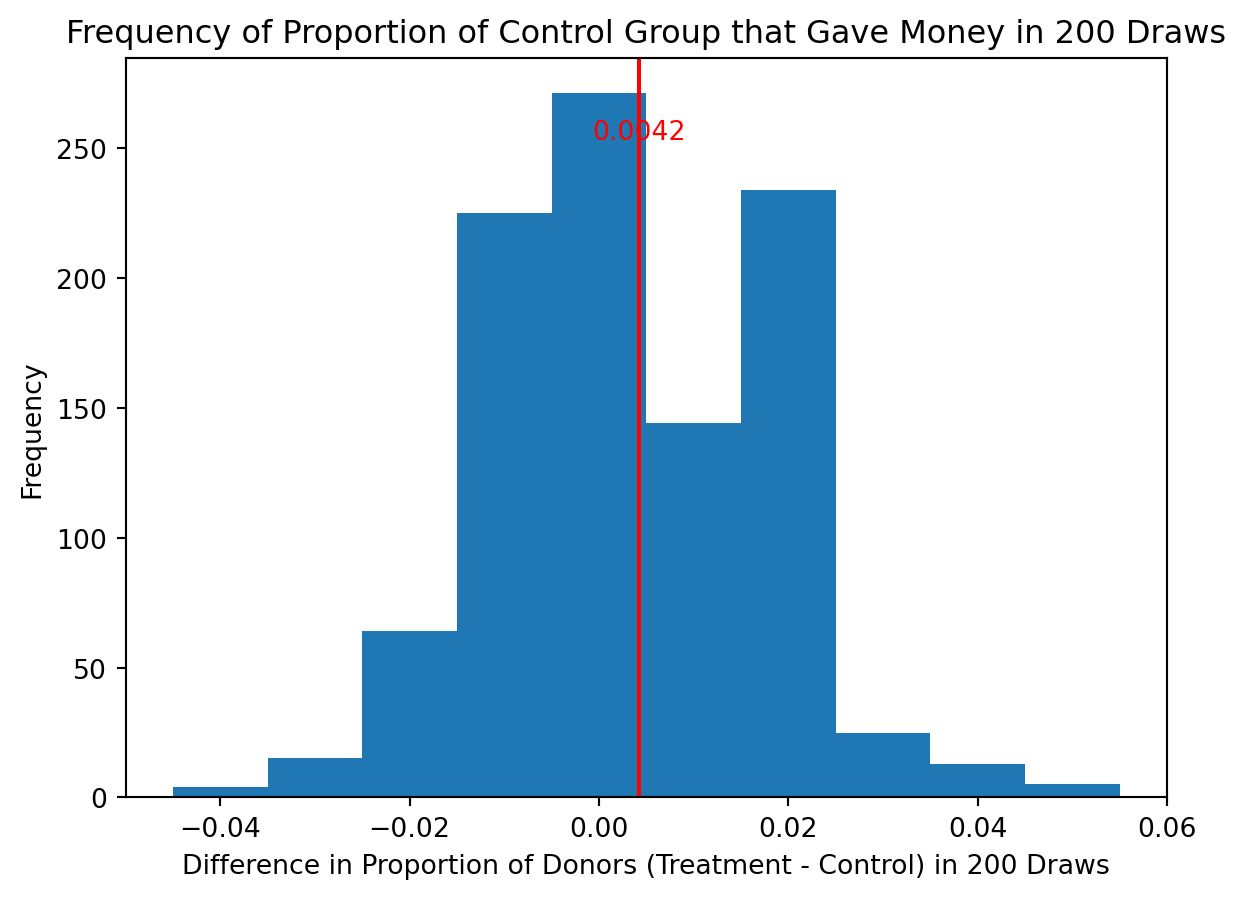 Frequency of Proportion of Control Group that Gave Money in 200 Draws
0.0042
250
200
150
100
50
0
Frequency
−0.04 −0.02 0.00 0.02 0.04 0.06
Difference in Proportion of Donors (Treatment - Control) in 200 Draws